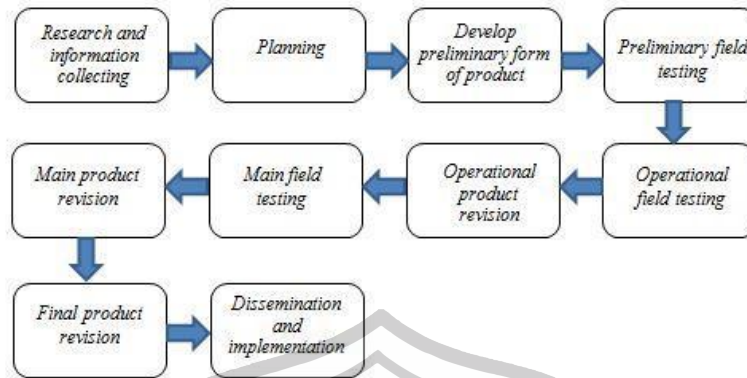 Research and
information
collecting
Planning
Develop
preliminary form
of product
Preliminary field
testing
Operational
field testing
Operational
product
revision
Main field
testing
Main product
revision
Final product
revision
Dissemination
and
implementation